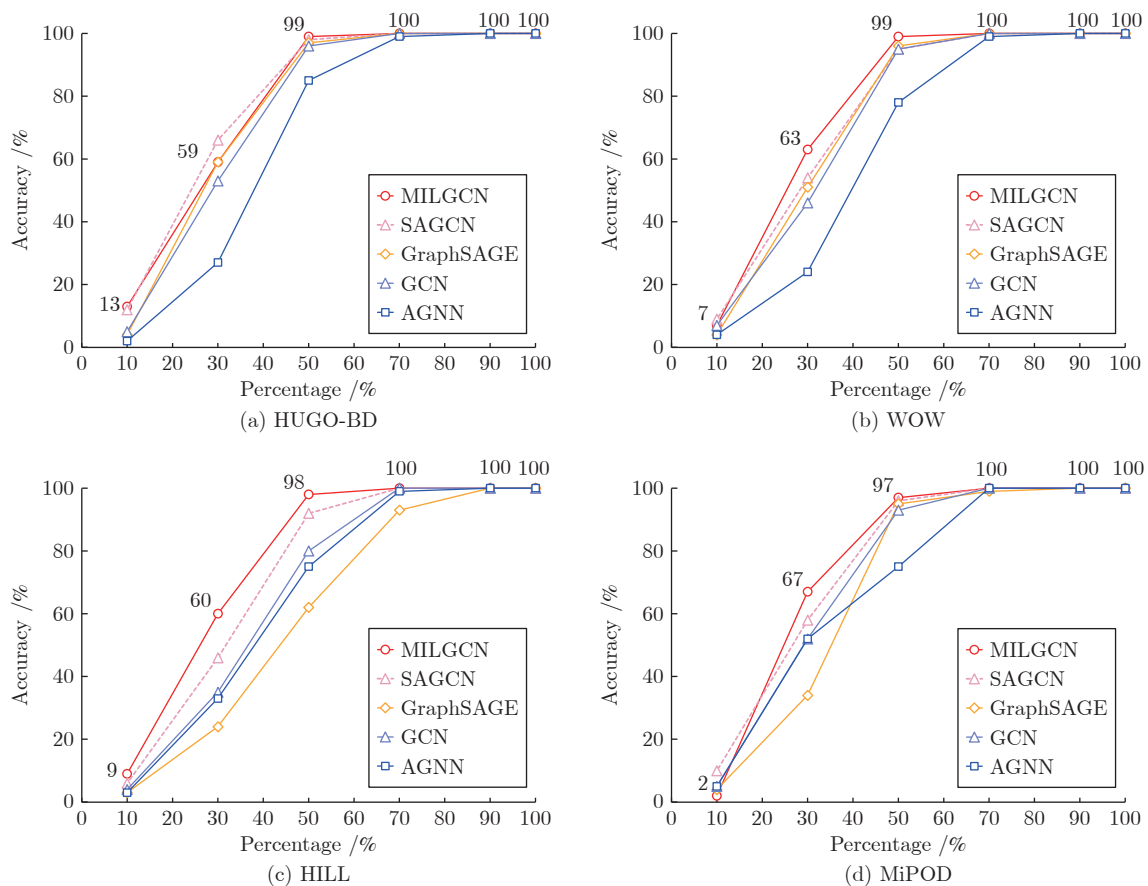 99 100 100 100
100
80
60
40
20
0
Accuracy /%
59
13
MILGCN
SAGCN
GraphSAGE
GCN
AGNN
0 10 20 30 40 50 60 70 80 90 100
Percentage /%
(a) HUGO-BD
99 100 100 100
100
80
60
40
20
0
Accuracy /%
63
7
MILGCN
SAGCN
GraphSAGE
GCN
AGNN
0 10 20 30 40 50 60 70 80 90 100
Percentage /%
(b) WOW
98 100 100 100
100
80
60
40
20
0
Accuracy /%
60
9
MILGCN
SAGCN
GraphSAGE
GCN
AGNN
0 10 20 30 40 50 60 70 80 90 100
Percentage /%
(c) HILL
97 100 100 100
100
80
60
40
20
0
Accuracy /%
67
2
MILGCN
SAGCN
GraphSAGE
GCN
AGNN
0 10 20 30 40 50 60 70 80 90 100
Percentage /%
(d) MiPOD